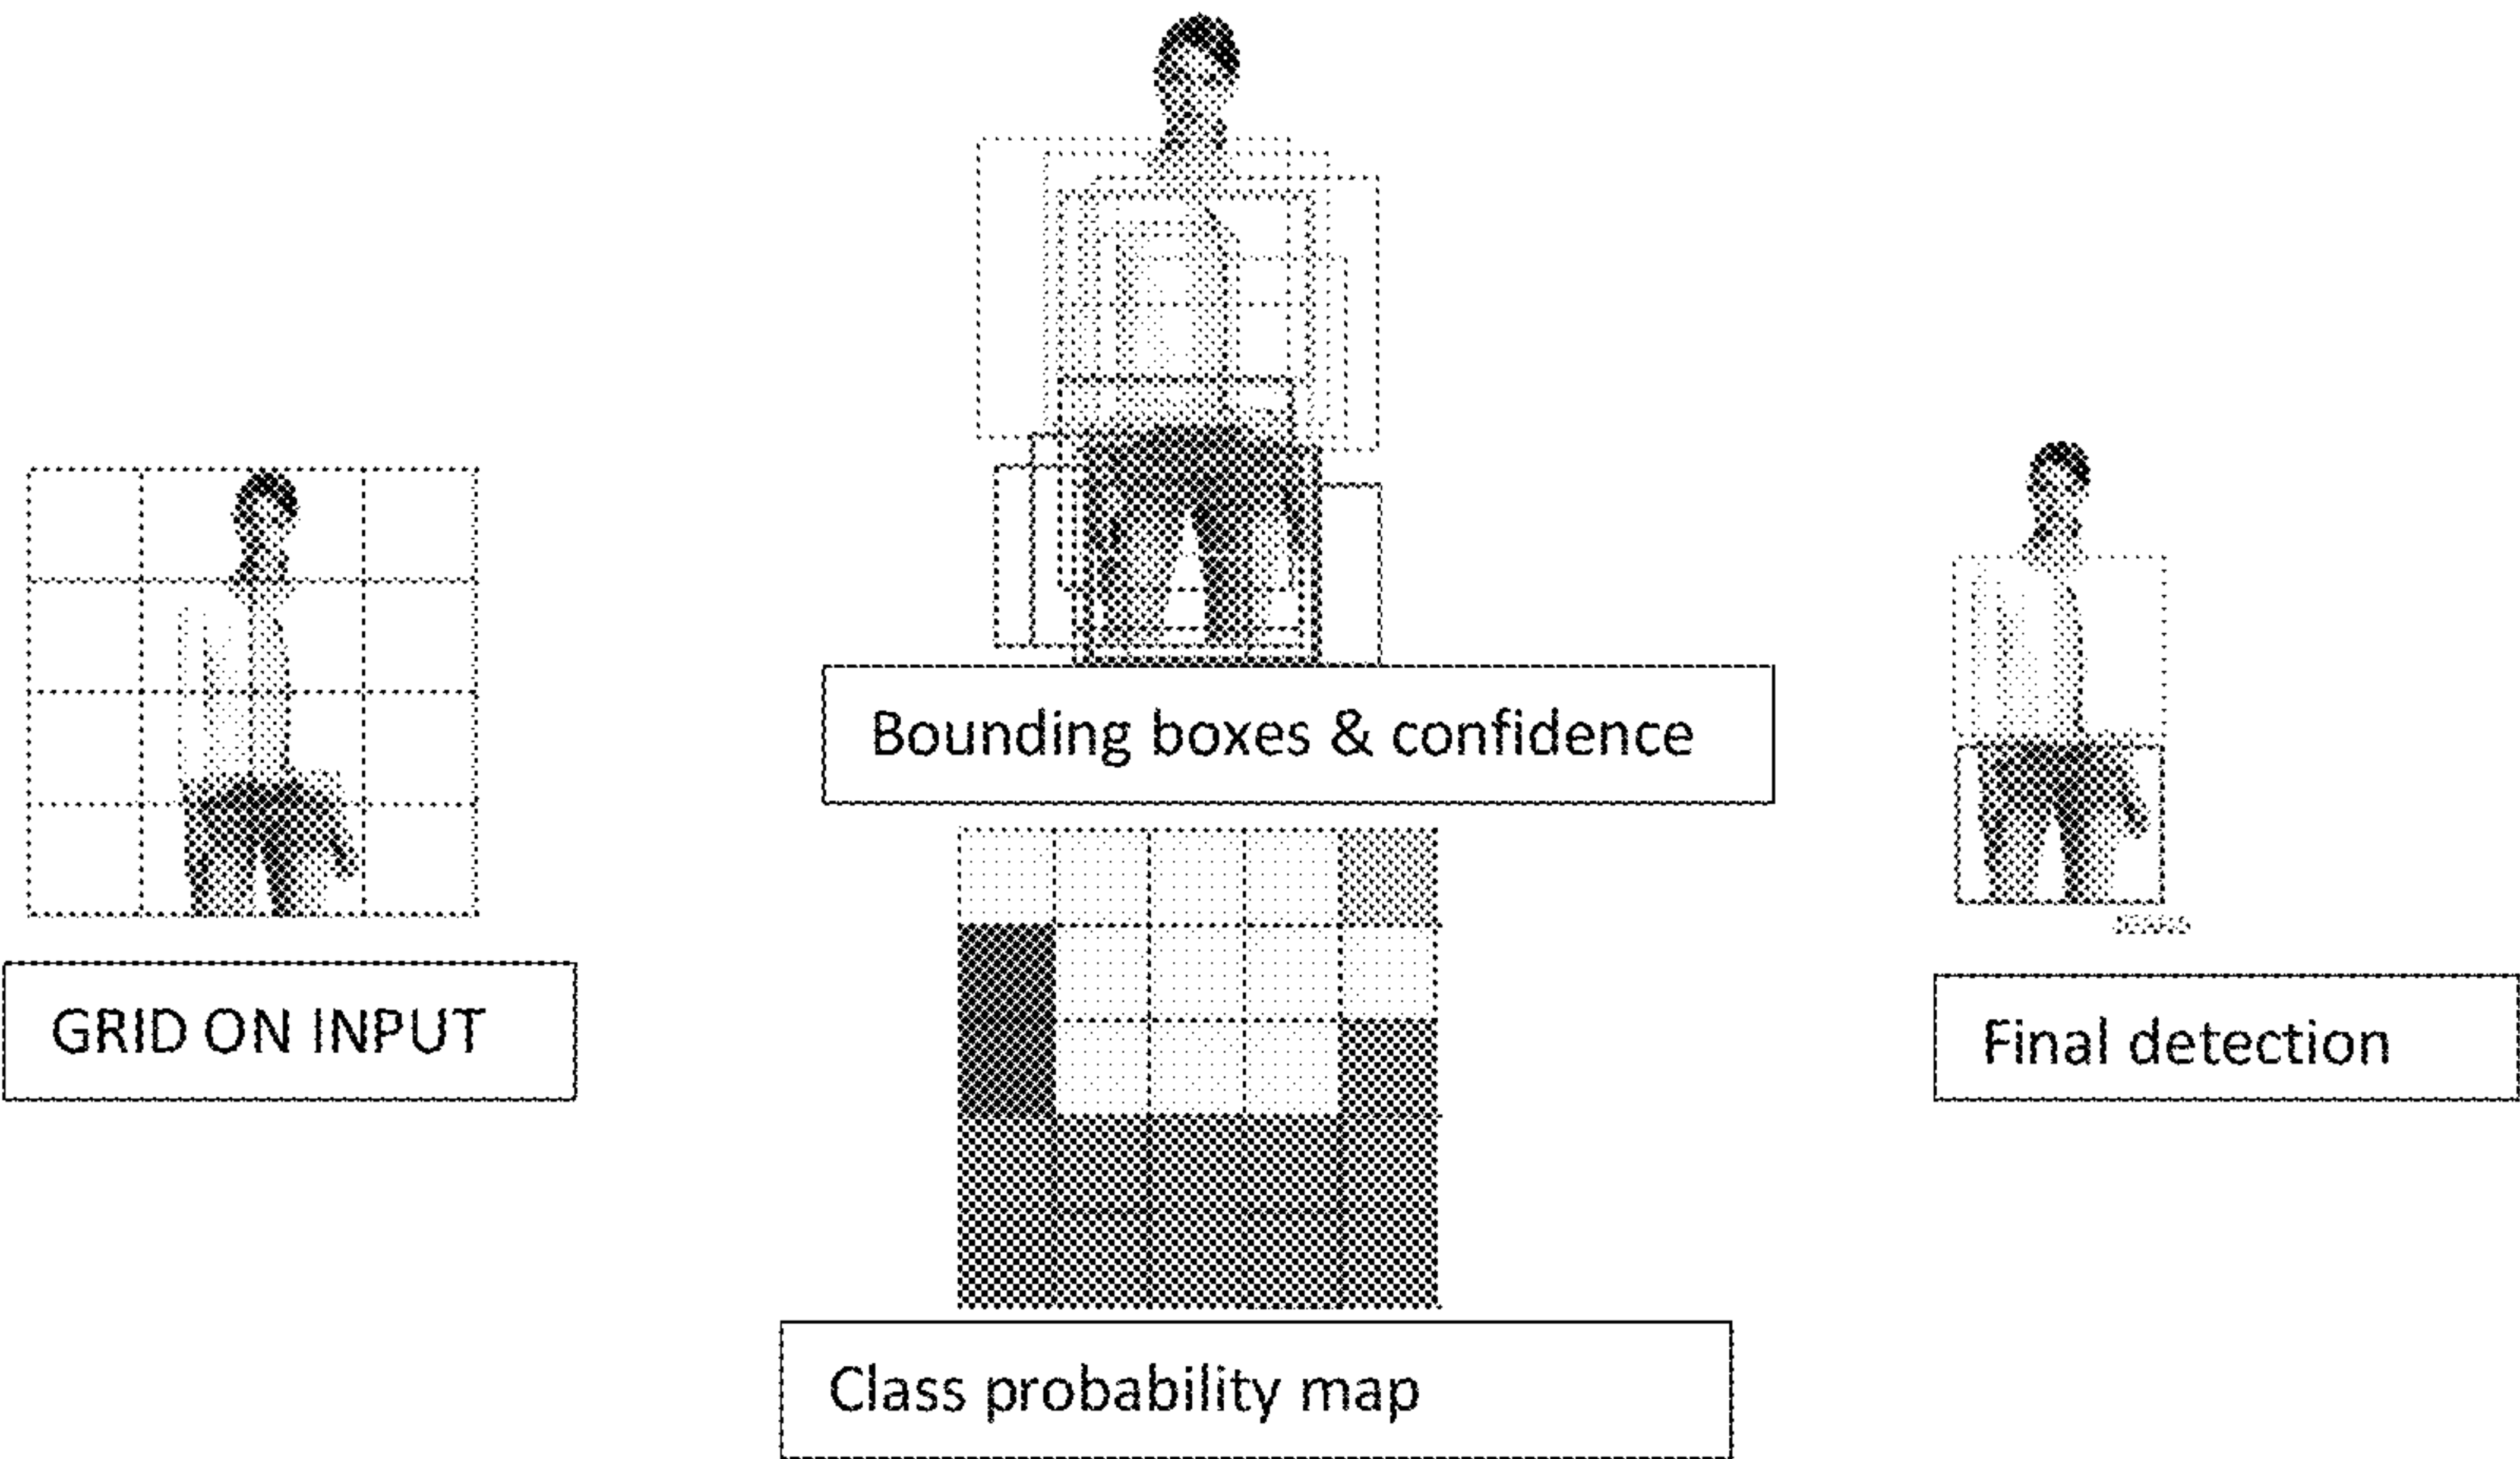 Bounding boxes & confidence
GRID ON INPUT
Final detection
Class probability map